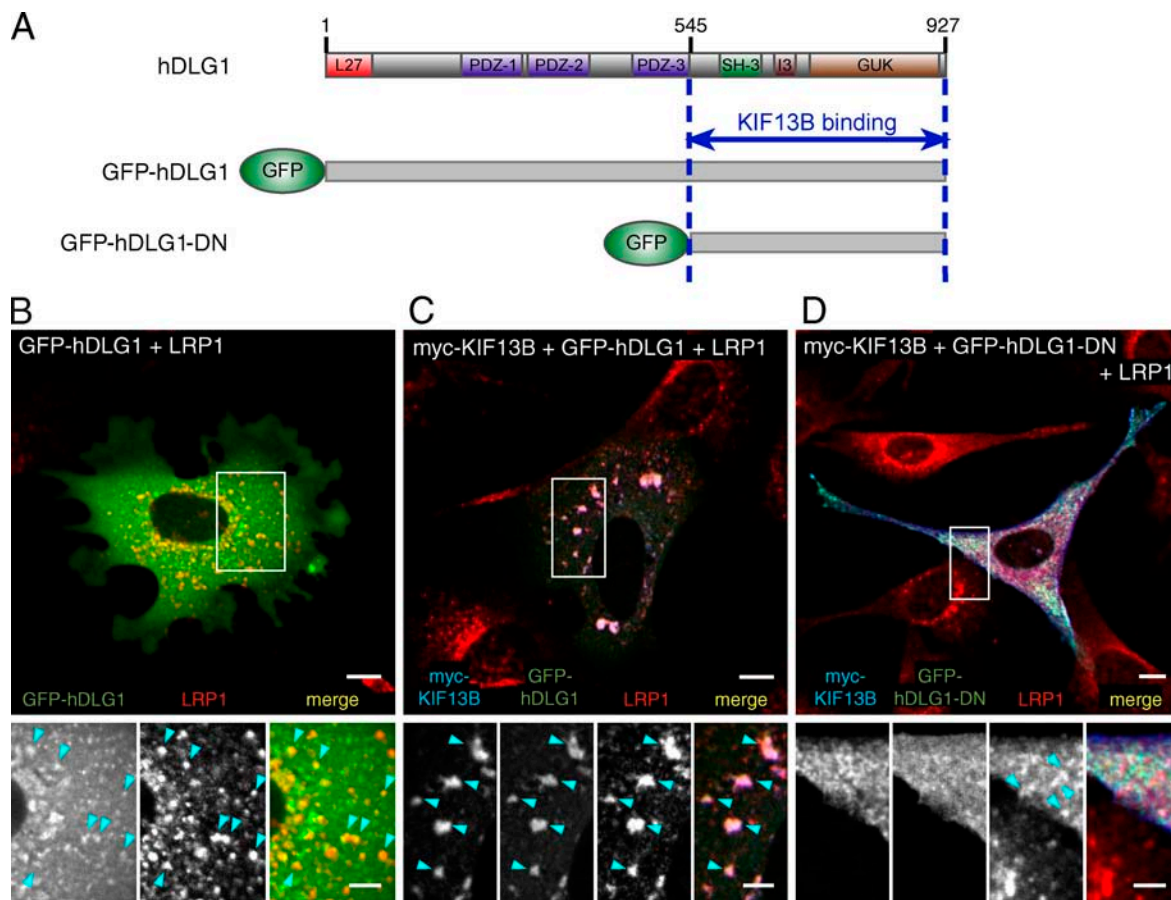 A
1 545 927
hDLG1
L27 PDZ-1 PDZ-2 PDZ-3 SH-3 I3 GUK
KIF13B binding
GFP-hDLG1
GFP
GFP-hDLG1-DN
GFP
B
GFP-hDLG1 + LRP1
GFP-hDLG1 LRP1 merge
C
myc-KIF13B + GFP-hDLG1 + LRP1
myc- GFP-
KIF13B hDLG1 LRP1 merge
D
myc-KIF13B + GFP-hDLG1-DN
+ LRP1
myc- GFP-
KIF13B hDLG1-DN LRP1 merge